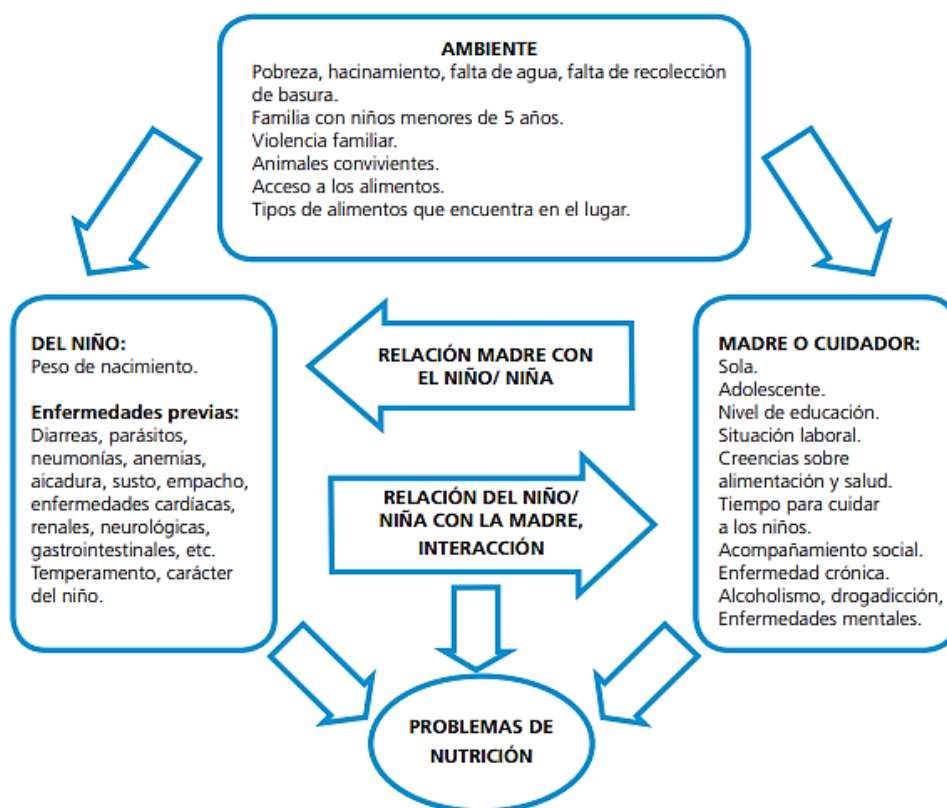 AMBIENTE
Pobreza, hacinamiento, falta de agua, falta de recolección
de basura.
Familia con niños menores de 5 años.
Violencia familiar.
Animales convivientes.
Acceso a los alimentos.
Tipos de alimentos que encuentra en el lugar.
DEL NIÑO:
Peso de nacimiento.
Enfermedades previas:
Diarreas, parásitos,
neumonías, anemias,
aicadura, susto, empacho,
enfermedades cardíacas,
renales, neurológicas,
gastrointestinales, etc.
Temperamento, carácter
del niño.
RELACIÓN MADRE CON
EL NIÑO/ NIÑA
RELACIÓN DEL NIÑO/
NIÑA CON LA MADRE,
INTERACCIÓN
MADRE O CUIDADOR:
Sola.
Adolescente.
Nivel de educación.
Situación laboral.
Creencias sobre
alimentación y salud.
Tiempo para cuidar
a los niños.
Acompañamiento social.
Enfermedad crónica.
Alcoholismo, drogadicción,
Enfermedades mentales.
PROBLEMAS DE
NUTRICIÓN